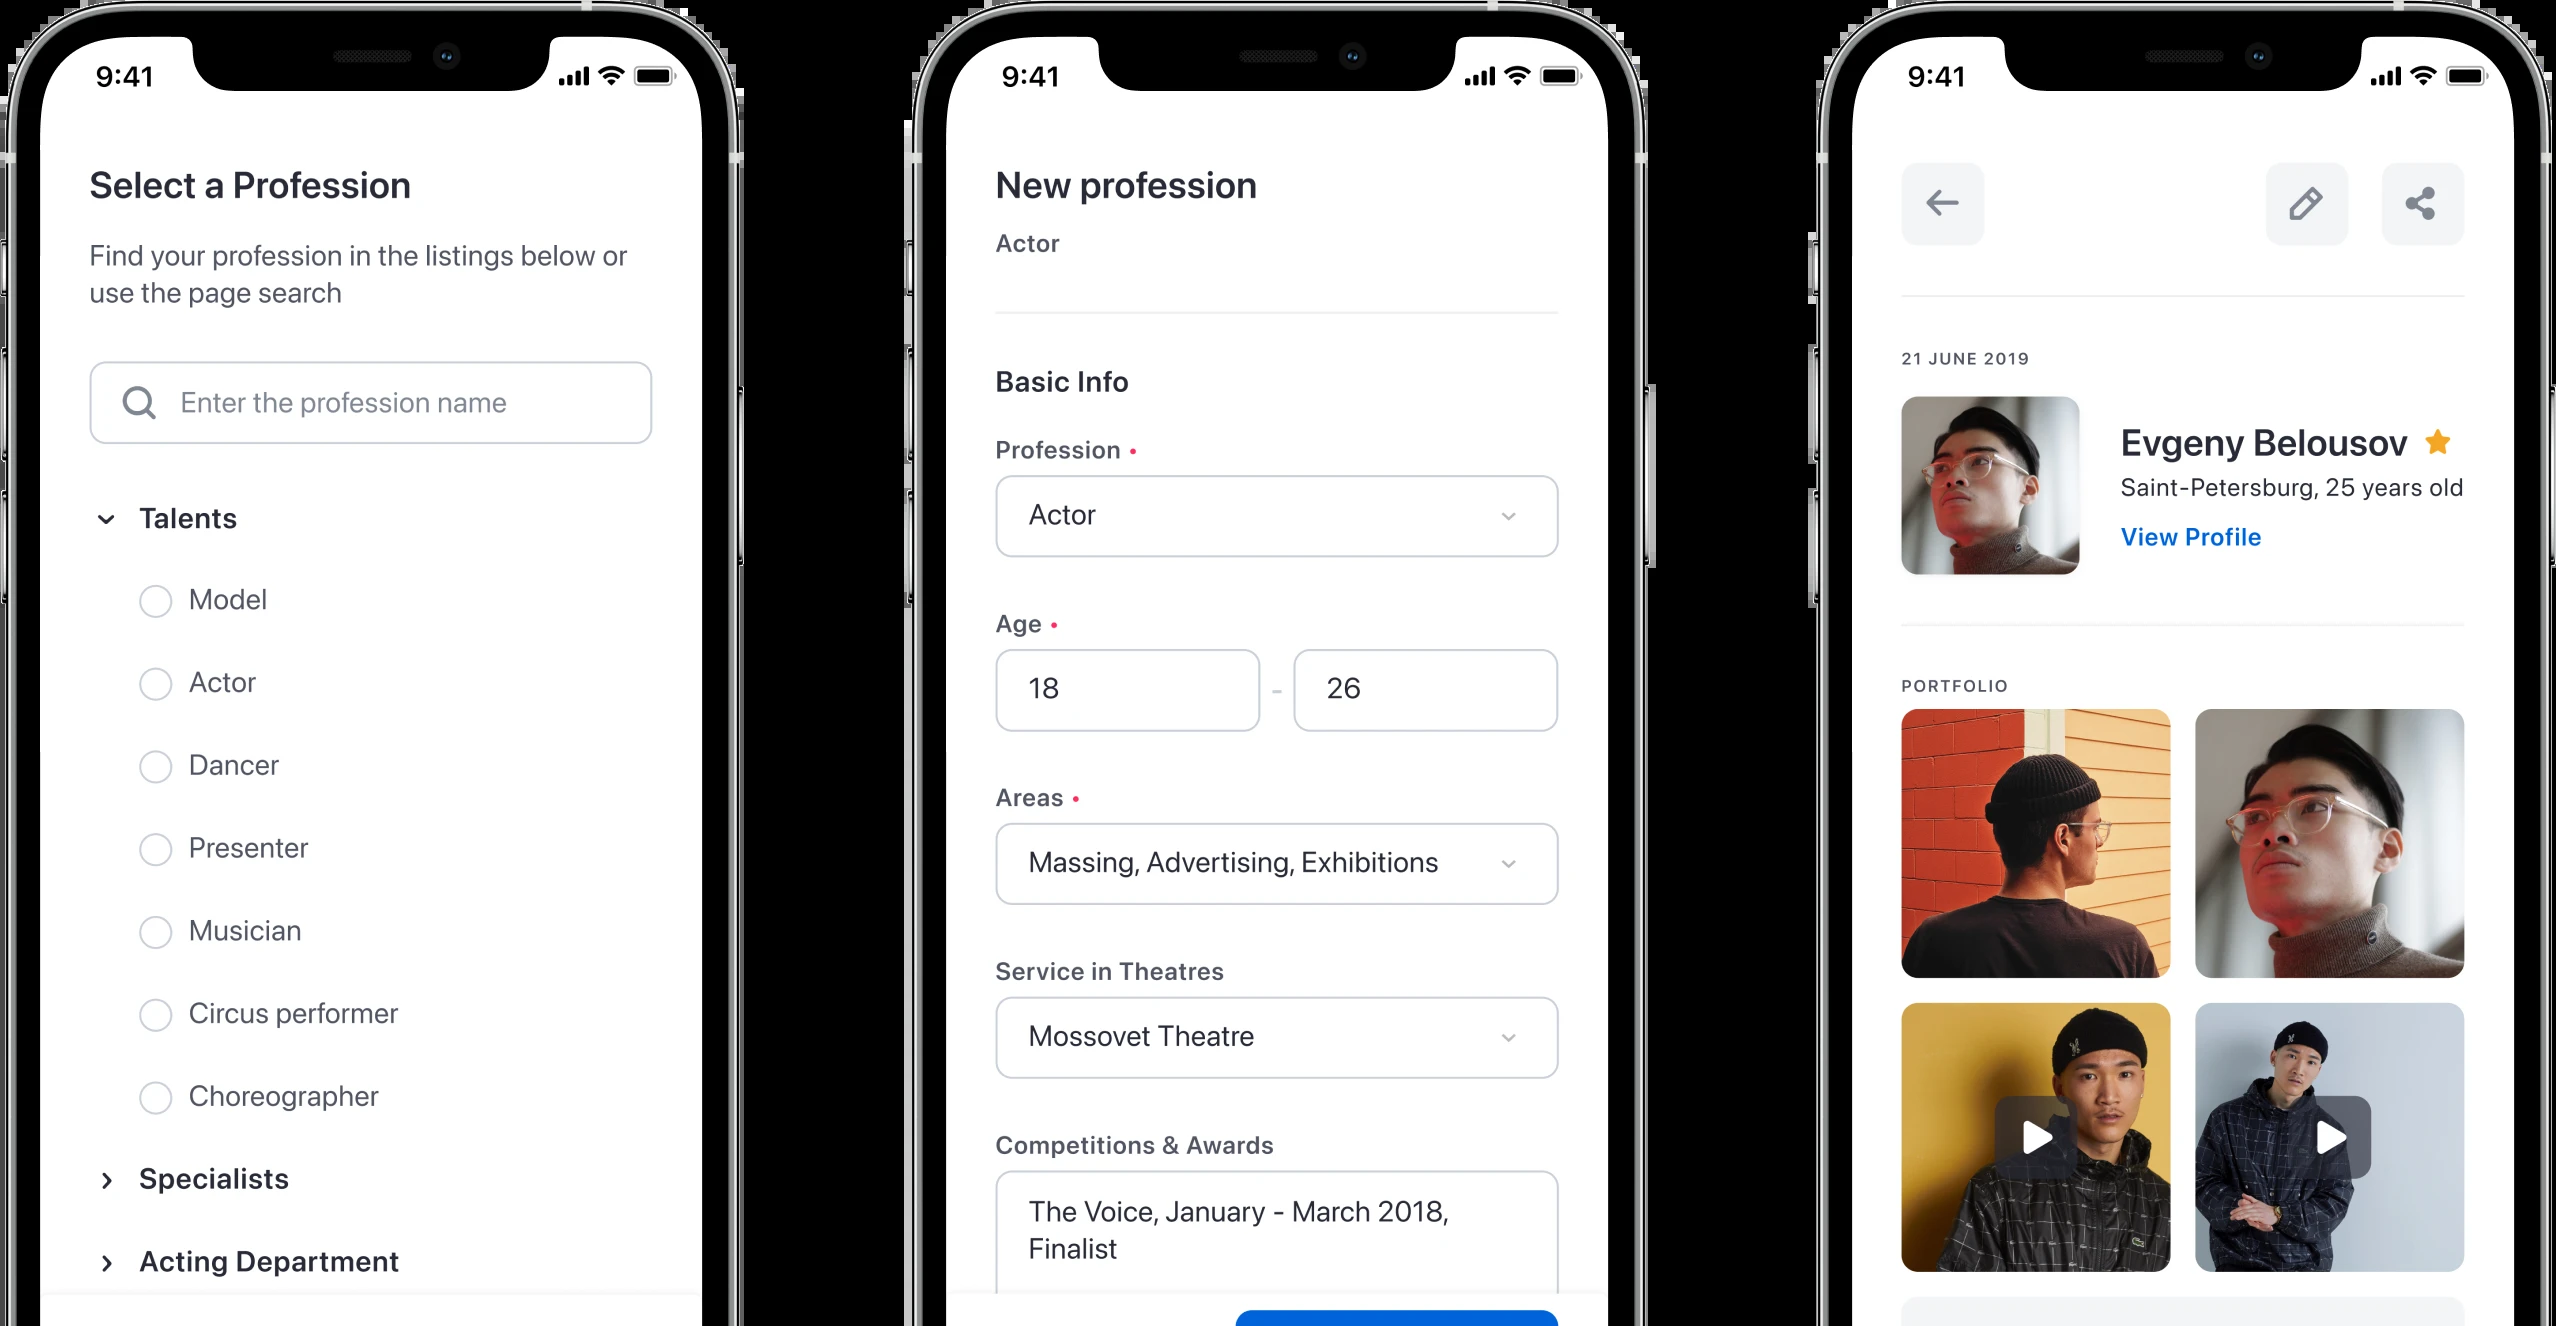 9:41
Select a Profession
Find your profession in the listings below or
use the page search
Enter the profession name
Talents
Model
Actor
Dancer
Presenter
Musician
Circus performer
Choreographer
Specialists
Acting Department
9:41
New profession
Actor
Basic Info
Profession •
Actor
Age •
18 - 26
Areas •
Massing, Advertising, Exhibitions
Service in Theatres
Mossovet Theatre
Competitions & Awards
The Voice, January - March 2018,
Finalist
9:41
21 JUNE 2019
Evgeny Belousov
Saint-Petersburg, 25 years old
View Profile
PORTFOLIO